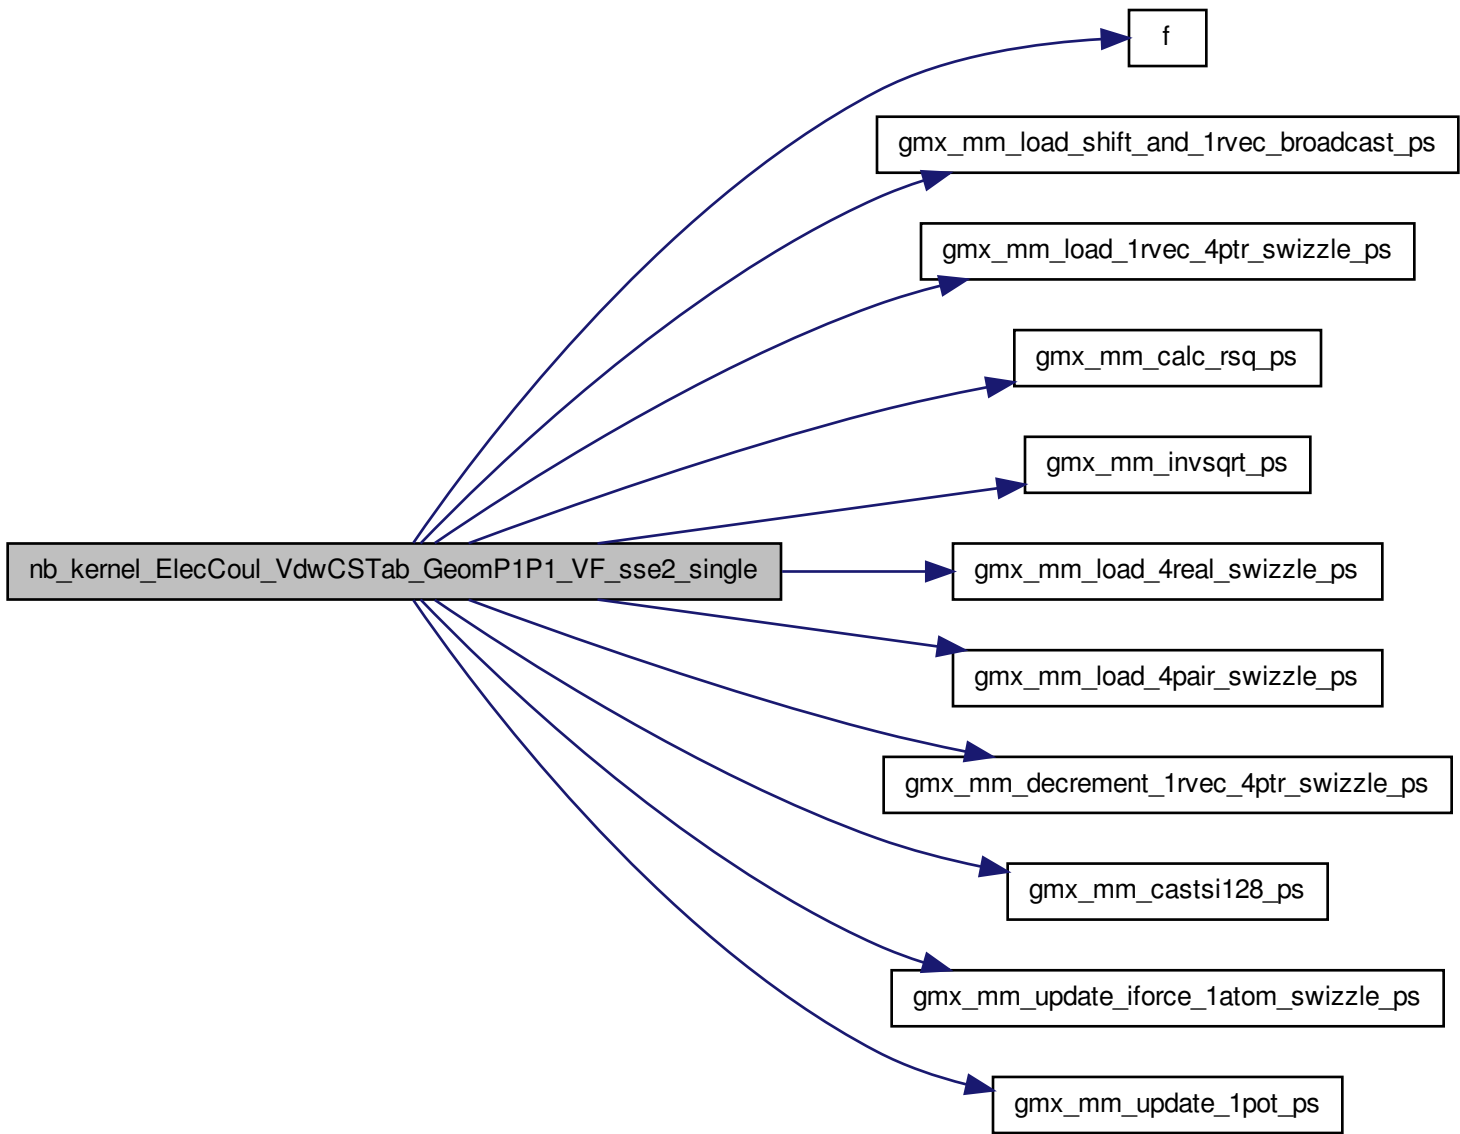 f
gmx_mm_load_shift_and_1rvec_broadcast_ps
gmx_mm_load_1rvec_4ptr_swizzle_ps
gmx_mm_calc_rsq_ps
gmx_mm_invsqrt_ps
nb_kernel_ElecCoul_VdwCSTab_GeomP1P1_VF_sse2_single
gmx_mm_load_4real_swizzle_ps
gmx_mm_load_4pair_swizzle_ps
gmx_mm_decrement_1rvec_4ptr_swizzle_ps
gmx_mm_castsi128_ps
gmx_mm_update_iforce_1atom_swizzle_ps
gmx_mm_update_1pot_ps